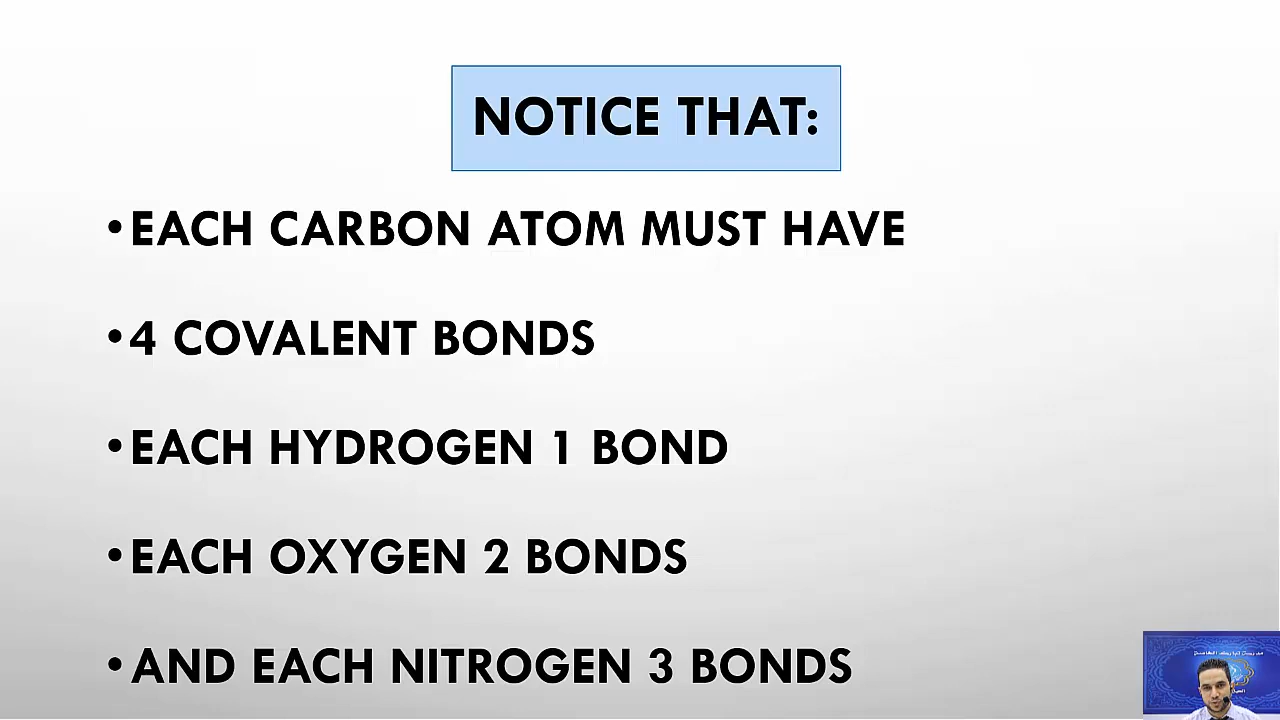 NOTICE THAT:
•EACH CARBON ATOM MUST HAVE
•4 COVALENT BONDS
•EACH HYDROGEN 1 BOND
•EACH OXYGEN 2 BONDS
•AND EACH NITROGEN 3 BONDS